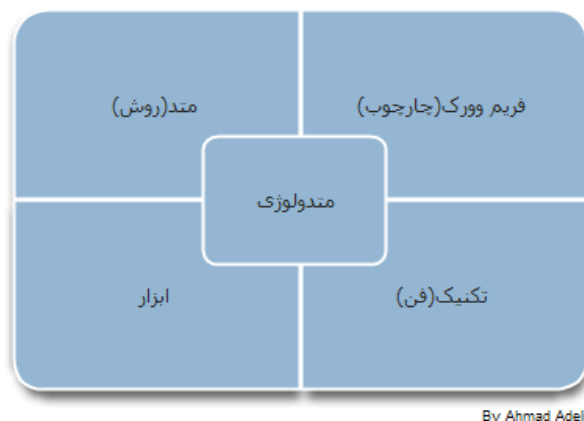 فریم وورک(چارچوب)
متد(روش)
متدولوژی
تکنیک(فن)
ابزار
By Ahmad Adel